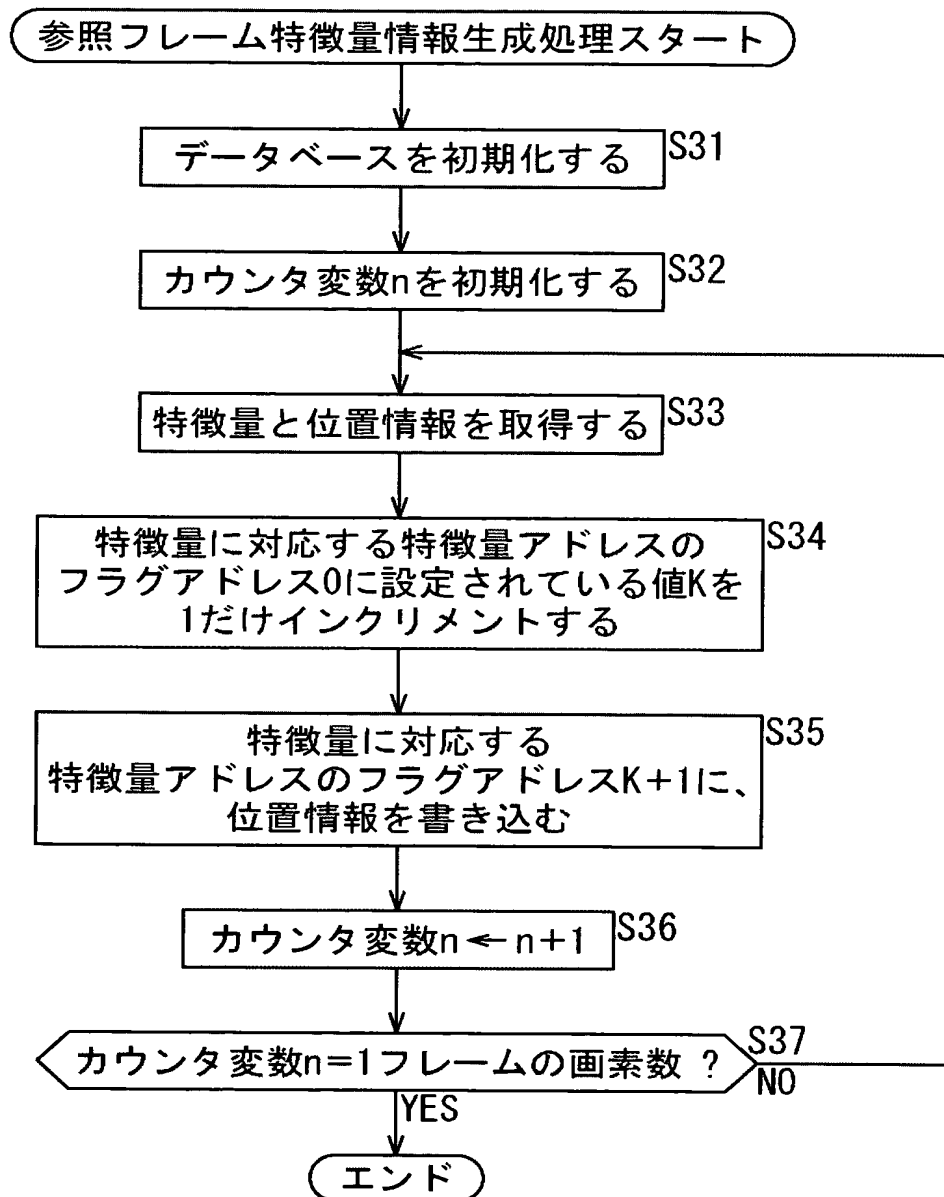 参照フレーム特徴量情報生成処理スタート
データベースを初期化する
S31
カウンタ変数nを初期化する
S32
特徴量と位置情報を取得する
S33
特徴量に対応する特徴量アドレスの
フラグアドレス0に設定されている値Kを
1だけインクリメントする
S34
特徴量に対応する
特徴量アドレスのフラグアドレスK+1に、
位置情報を書き込む
S35
カウンタ変数n←n+1
S36
カウンタ変数n=1フレームの画素数 ?
S37
NO
YES
エンド